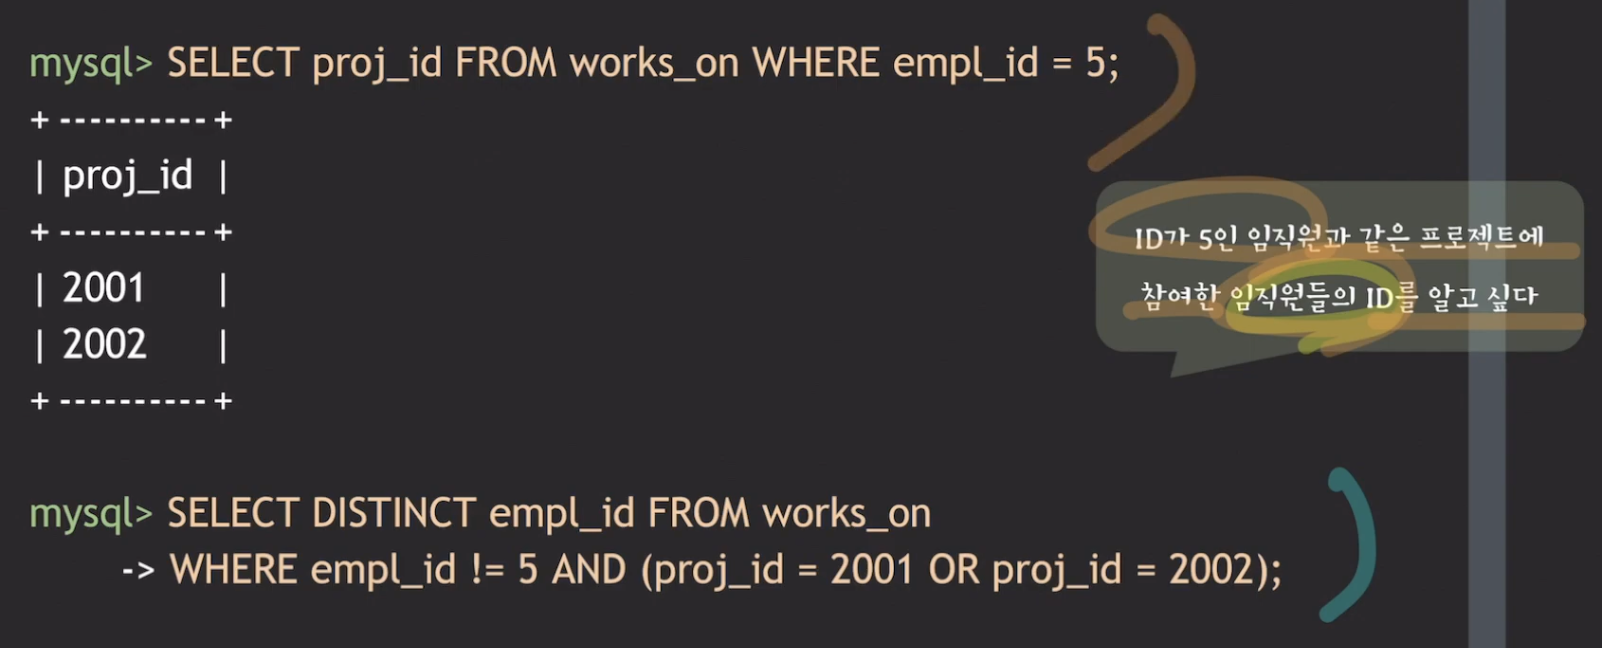 mysql> SELECT proj_id FROM works_on WHERE empl_id = 5;
+ ---------- +
| proj_id |
+ ---------- +
| 2001 |
| 2002 |
+ ---------- +
ID가 5인 임직원과 같은 프로젝트에
참여한 임직원들의 ID를 알고 싶다
mysql> SELECT DISTINCT empl_id FROM works_on
-> WHERE empl_id != 5 AND (proj_id = 2001 OR proj_id = 2002);